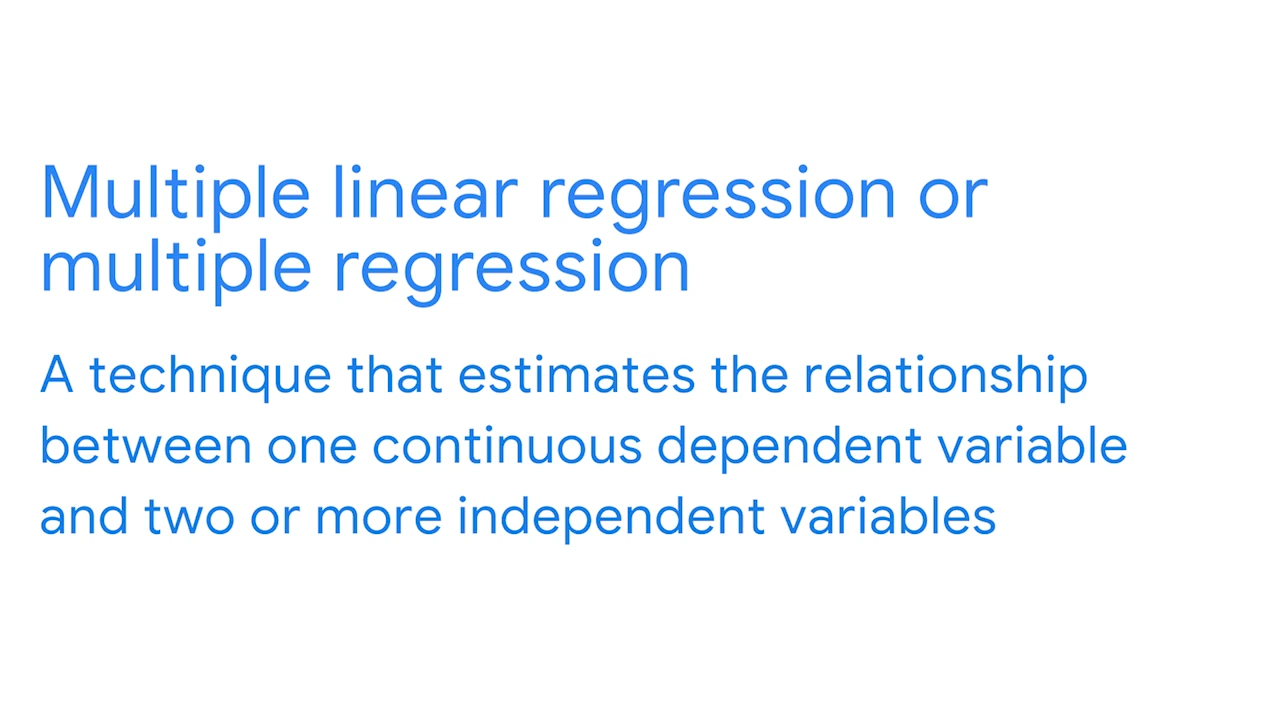 Multiple linear regression or
multiple regression
A technique that estimates the relationship
between one continuous dependent variable
and two or more independent variables